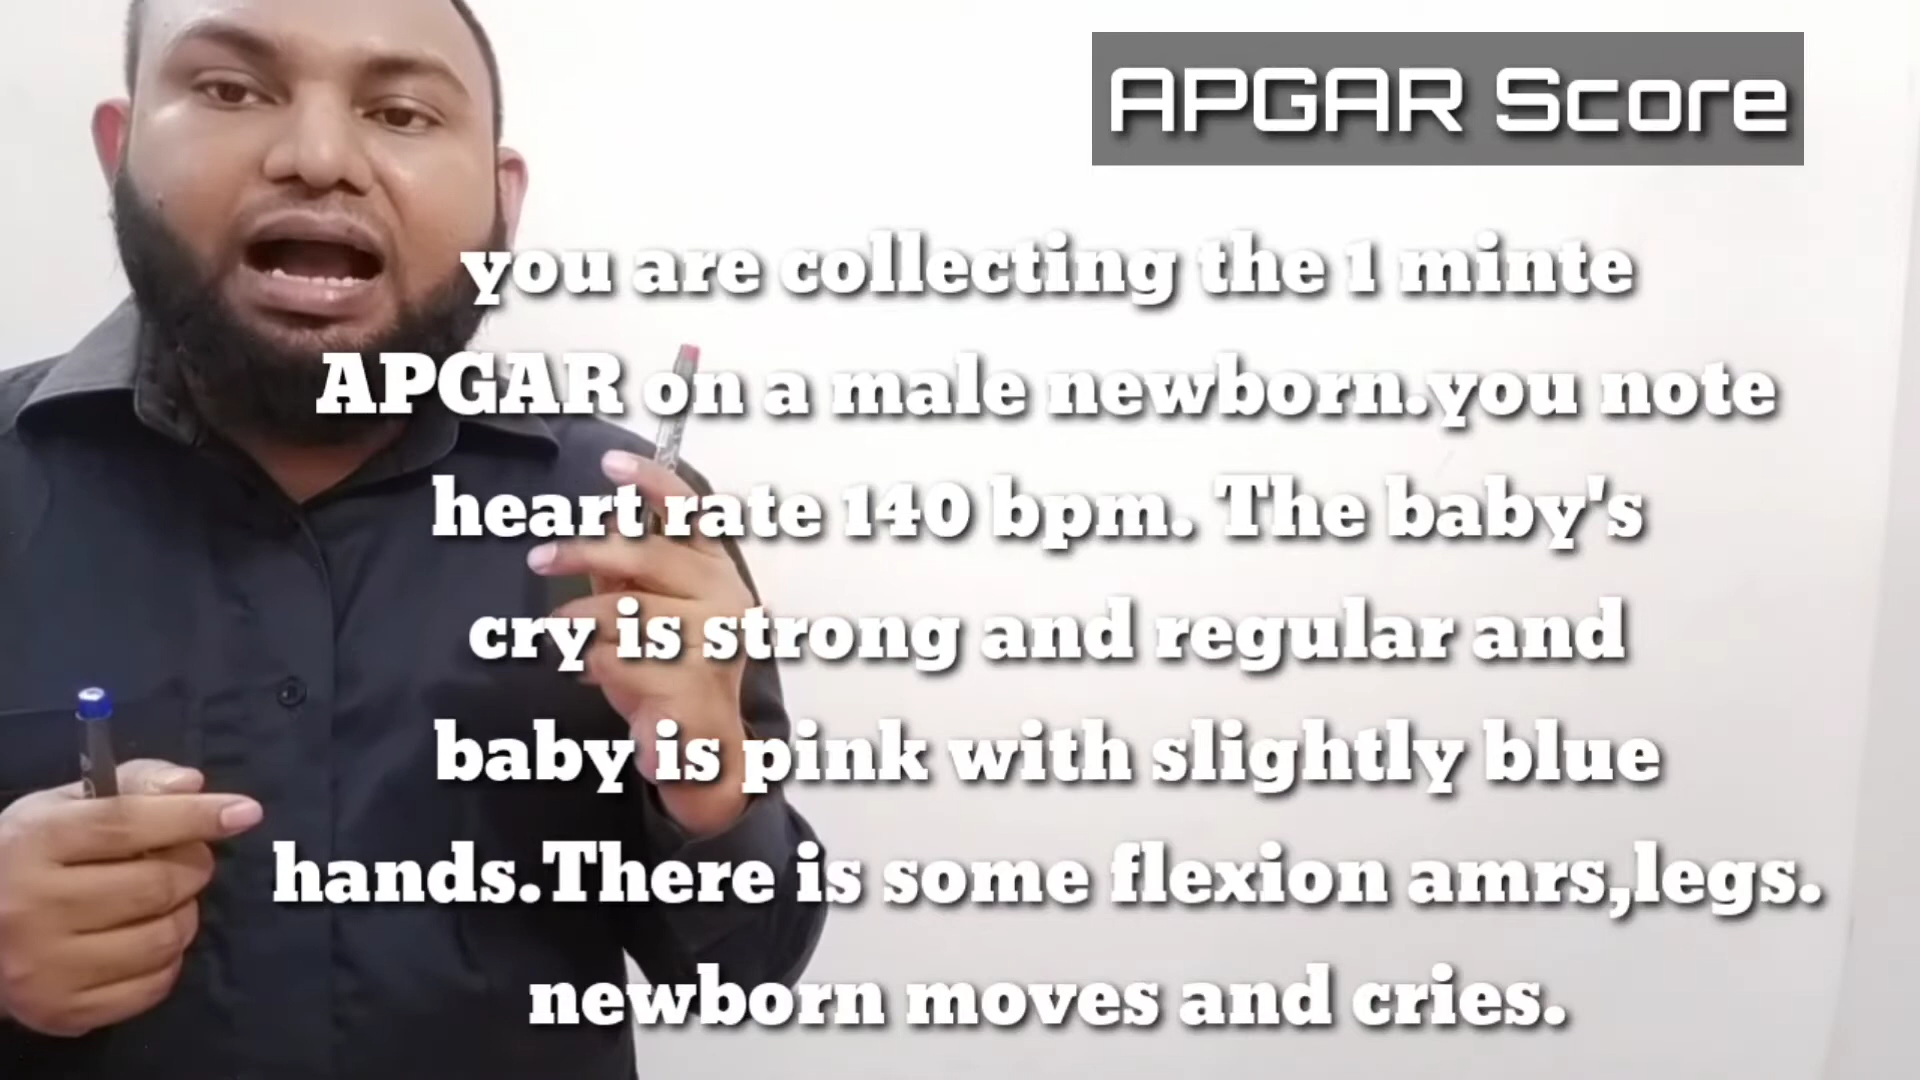 APGAR Score
you are collecting the 1 minte
APGAR on a male newborn.you note
heart rate 140 bpm. The baby's
cry is strong and regular and
baby is pink with slightly blue
hands.There is some flexion amrs,legs.
newborn moves and cries.